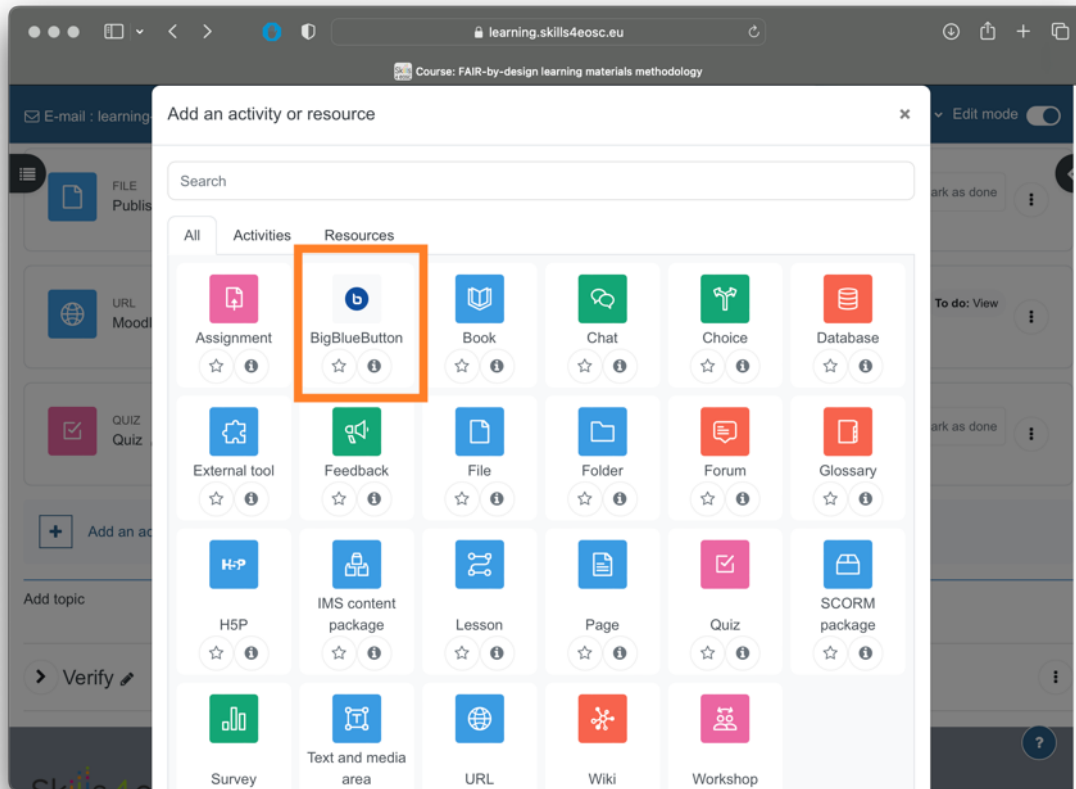 learning.skills4eosc.eu
Course: FAIR-by-design learning materials methodology
E-mail : learning-
Edit mode
Add an activity or resource
×
Search
All Activities Resources
FILE
Publis
ark as done
Assignment BigBlueButton Book Chat Choice Database
URL
Moodl
To do: View
External tool Feedback File Folder Forum Glossary
QUIZ
Quiz
ark as done
+ Add an ac
H5P
H5P
IMS content package
Lesson
Page
Quiz
SCORM package
Add topic
Verify
Survey
Text and media area
URL
Wiki
Workshop
?